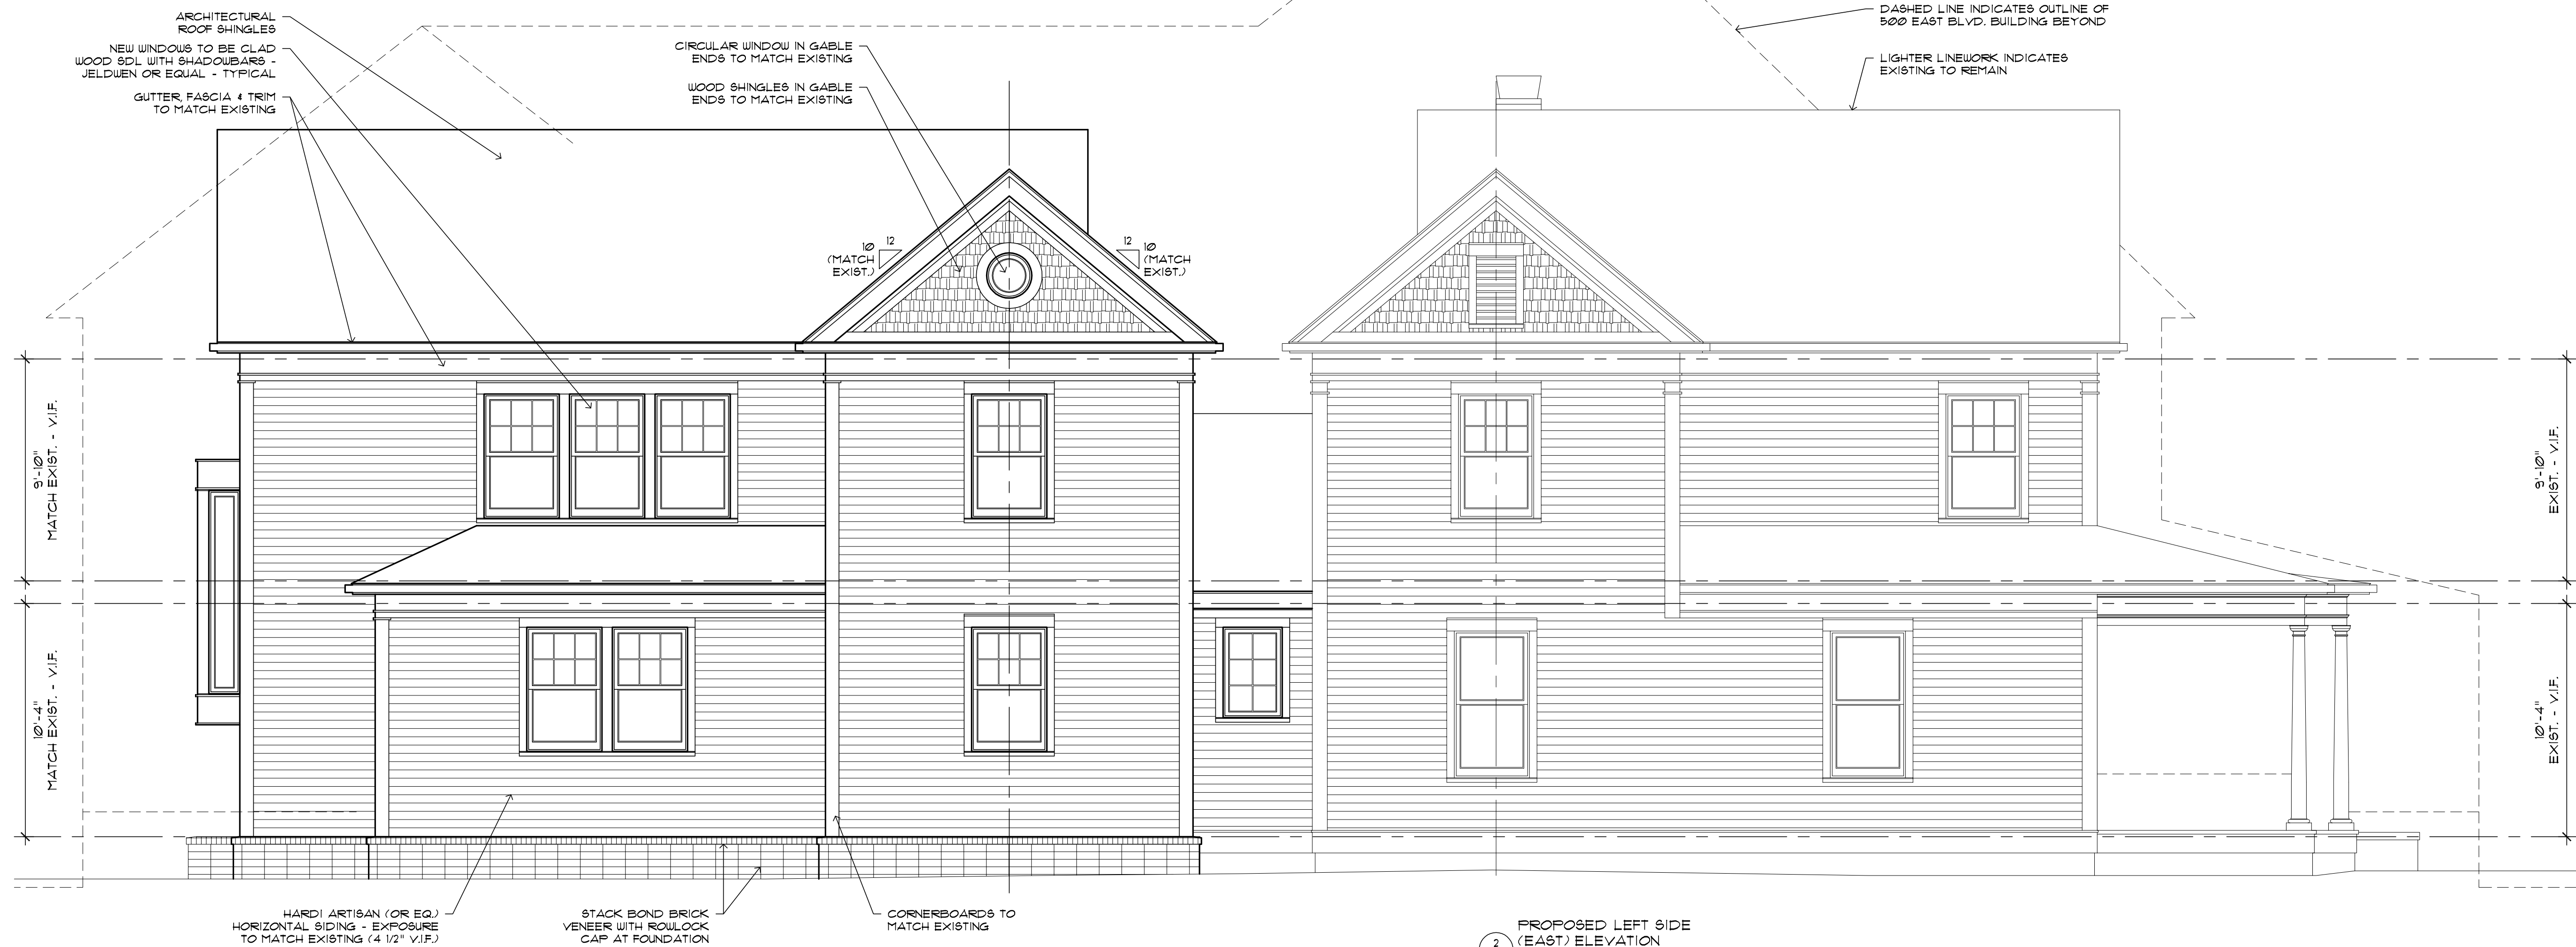 ARCHITECTURAL
ROOF SHINGLES
NEW WINDOWS TO BE CLAD
WOOD SDL WITH SHADOWBARS -
JELDWEN OR EQUAL - TYPICAL
GUTTER, FASCIA & TRIM
TO MATCH EXISTING
CIRCULAR WINDOW IN GABLE
ENDS TO MATCH EXISTING
WOOD SHINGLES IN GABLE
ENDS TO MATCH EXISTING
DASHED LINE INDICATES OUTLINE OF
500 EAST BLVD. BUILDING BEYOND
LIGHTER LINEWORK INDICATES
EXISTING TO REMAIN
12
10
(MATCH
EXIST.)
12
10
(MATCH
EXIST.)
9'-10"
MATCH EXIST. - V.I.F.
10'-4"
MATCH EXIST. - V.I.F.
9'-10"
EXIST. - V.I.F.
10'-4"
EXIST. - V.I.F.
HARDI ARTISAN (OR EQ.)
HORIZONTAL SIDING - EXPOSURE
TO MATCH EXISTING (4 1/2" V.I.F.)
STACK BOND BRICK
VENEER WITH ROWLOCK
CAP AT FOUNDATION
CORNERBOARDS TO
MATCH EXISTING
2
PROPOSED LEFT SIDE
(EAST) ELEVATION